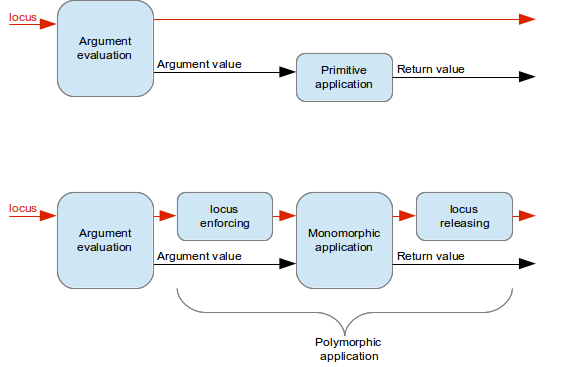 locus
Argument
evaluation
Argument value
Primitive
application
Return value
locus
Argument
evaluation
locus
enforcing
Monomorphic
application
locus
releasing
Argument value
Return value
Polymorphic
application